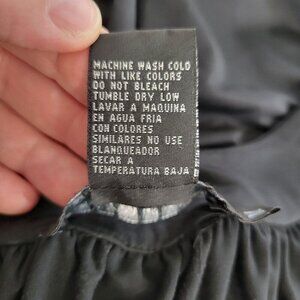 MACHINE WASH COLD
WITH LIKE COLORS
DO NOT BLEACH
TUMBLE DRY LOW
LAVAR A MAQUINA
EN AGUA FRIA
CON COLORES
SIMILARES NO USE
BLANQUEADOR
SECAR A
TEMPERATURA BAJA